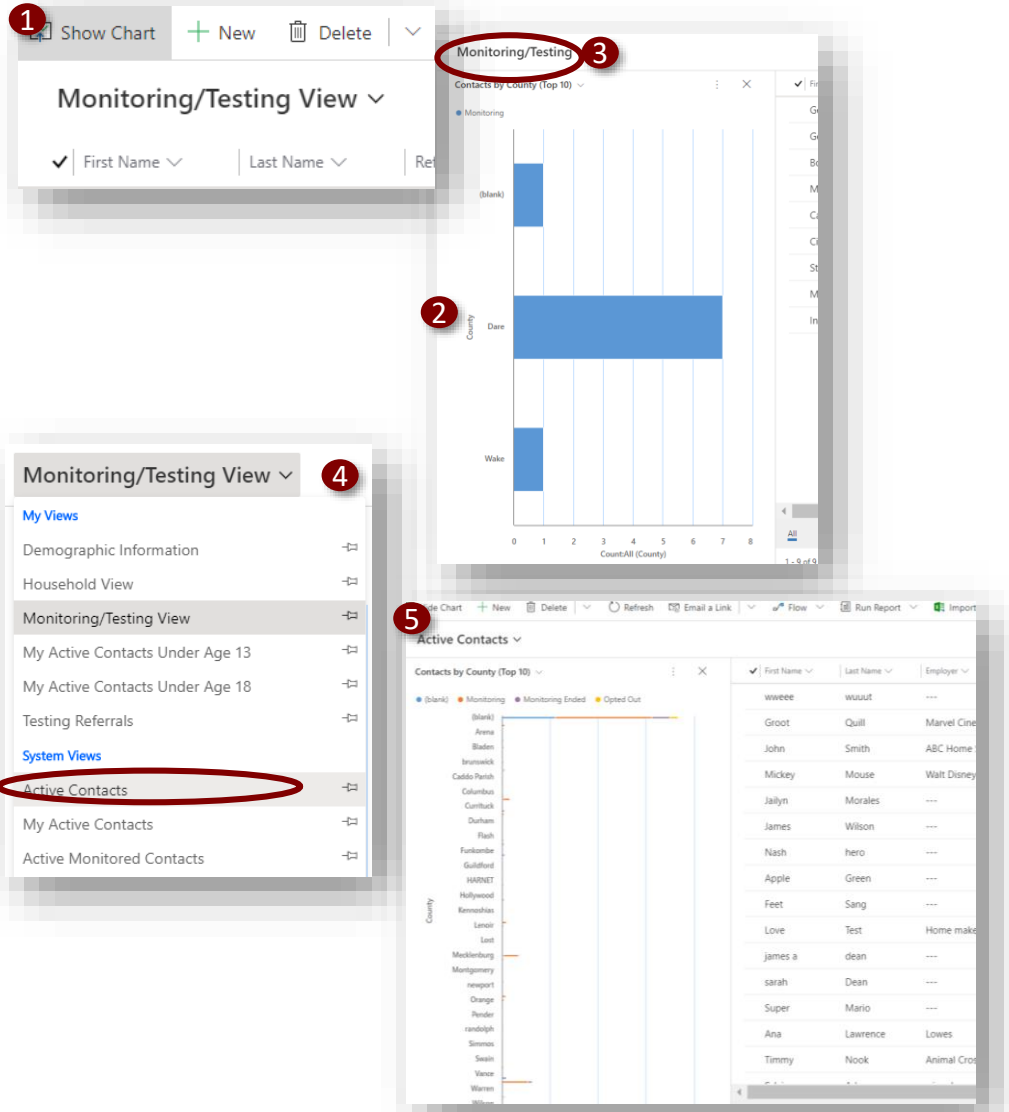 1
Show Chart + New Delete
Monitoring/Testing View
First Name Last Name
Monitoring/Testing 3
Contacts by County (Top 10)
Monitoring
(blank)
2
County
Dare
Wake
0 1 2 3 4 5 6 7 8
Count:All (County)
All
1 - 9 of 9
Monitoring/Testing View 4
My Views
Demographic Information
Household View
Monitoring/Testing View
My Active Contacts Under Age 13
My Active Contacts Under Age 18
Testing Referrals
System Views
Active Contacts
My Active Contacts
Active Monitored Contacts
5
Chart + New Delete Refresh Email a Link Flow Run Report Import
Active Contacts
Contacts by County (Top 10)
(blank) Monitoring Monitoring Ended Opted Out
County
(blank)
Arena
Bladen
brunswick
Caddo Parish
Columbus
Currituck
Durham
Flash
Funkombe
Guildford
HARNET
Hollywood
Kennoshias
Lenoir
Lost
Mecklenburg
Montgomery
newport
Orange
Pender
randolph
Simmos
Swain
Vance
Warren
First Name Last Name Employer
wweee wuuut ---
Groot Quill Marvel Cine
John Smith ABC Home
Mickey Mouse Walt Disney
Jailyn Morales ---
James Wilson ---
Nash hero ---
Apple Green ---
Feet Sang ---
Love Test Home make
james a dean ---
sarah Dean ---
Super Mario ---
Ana Lawrence Lowes
Timmy Nook Animal Cros